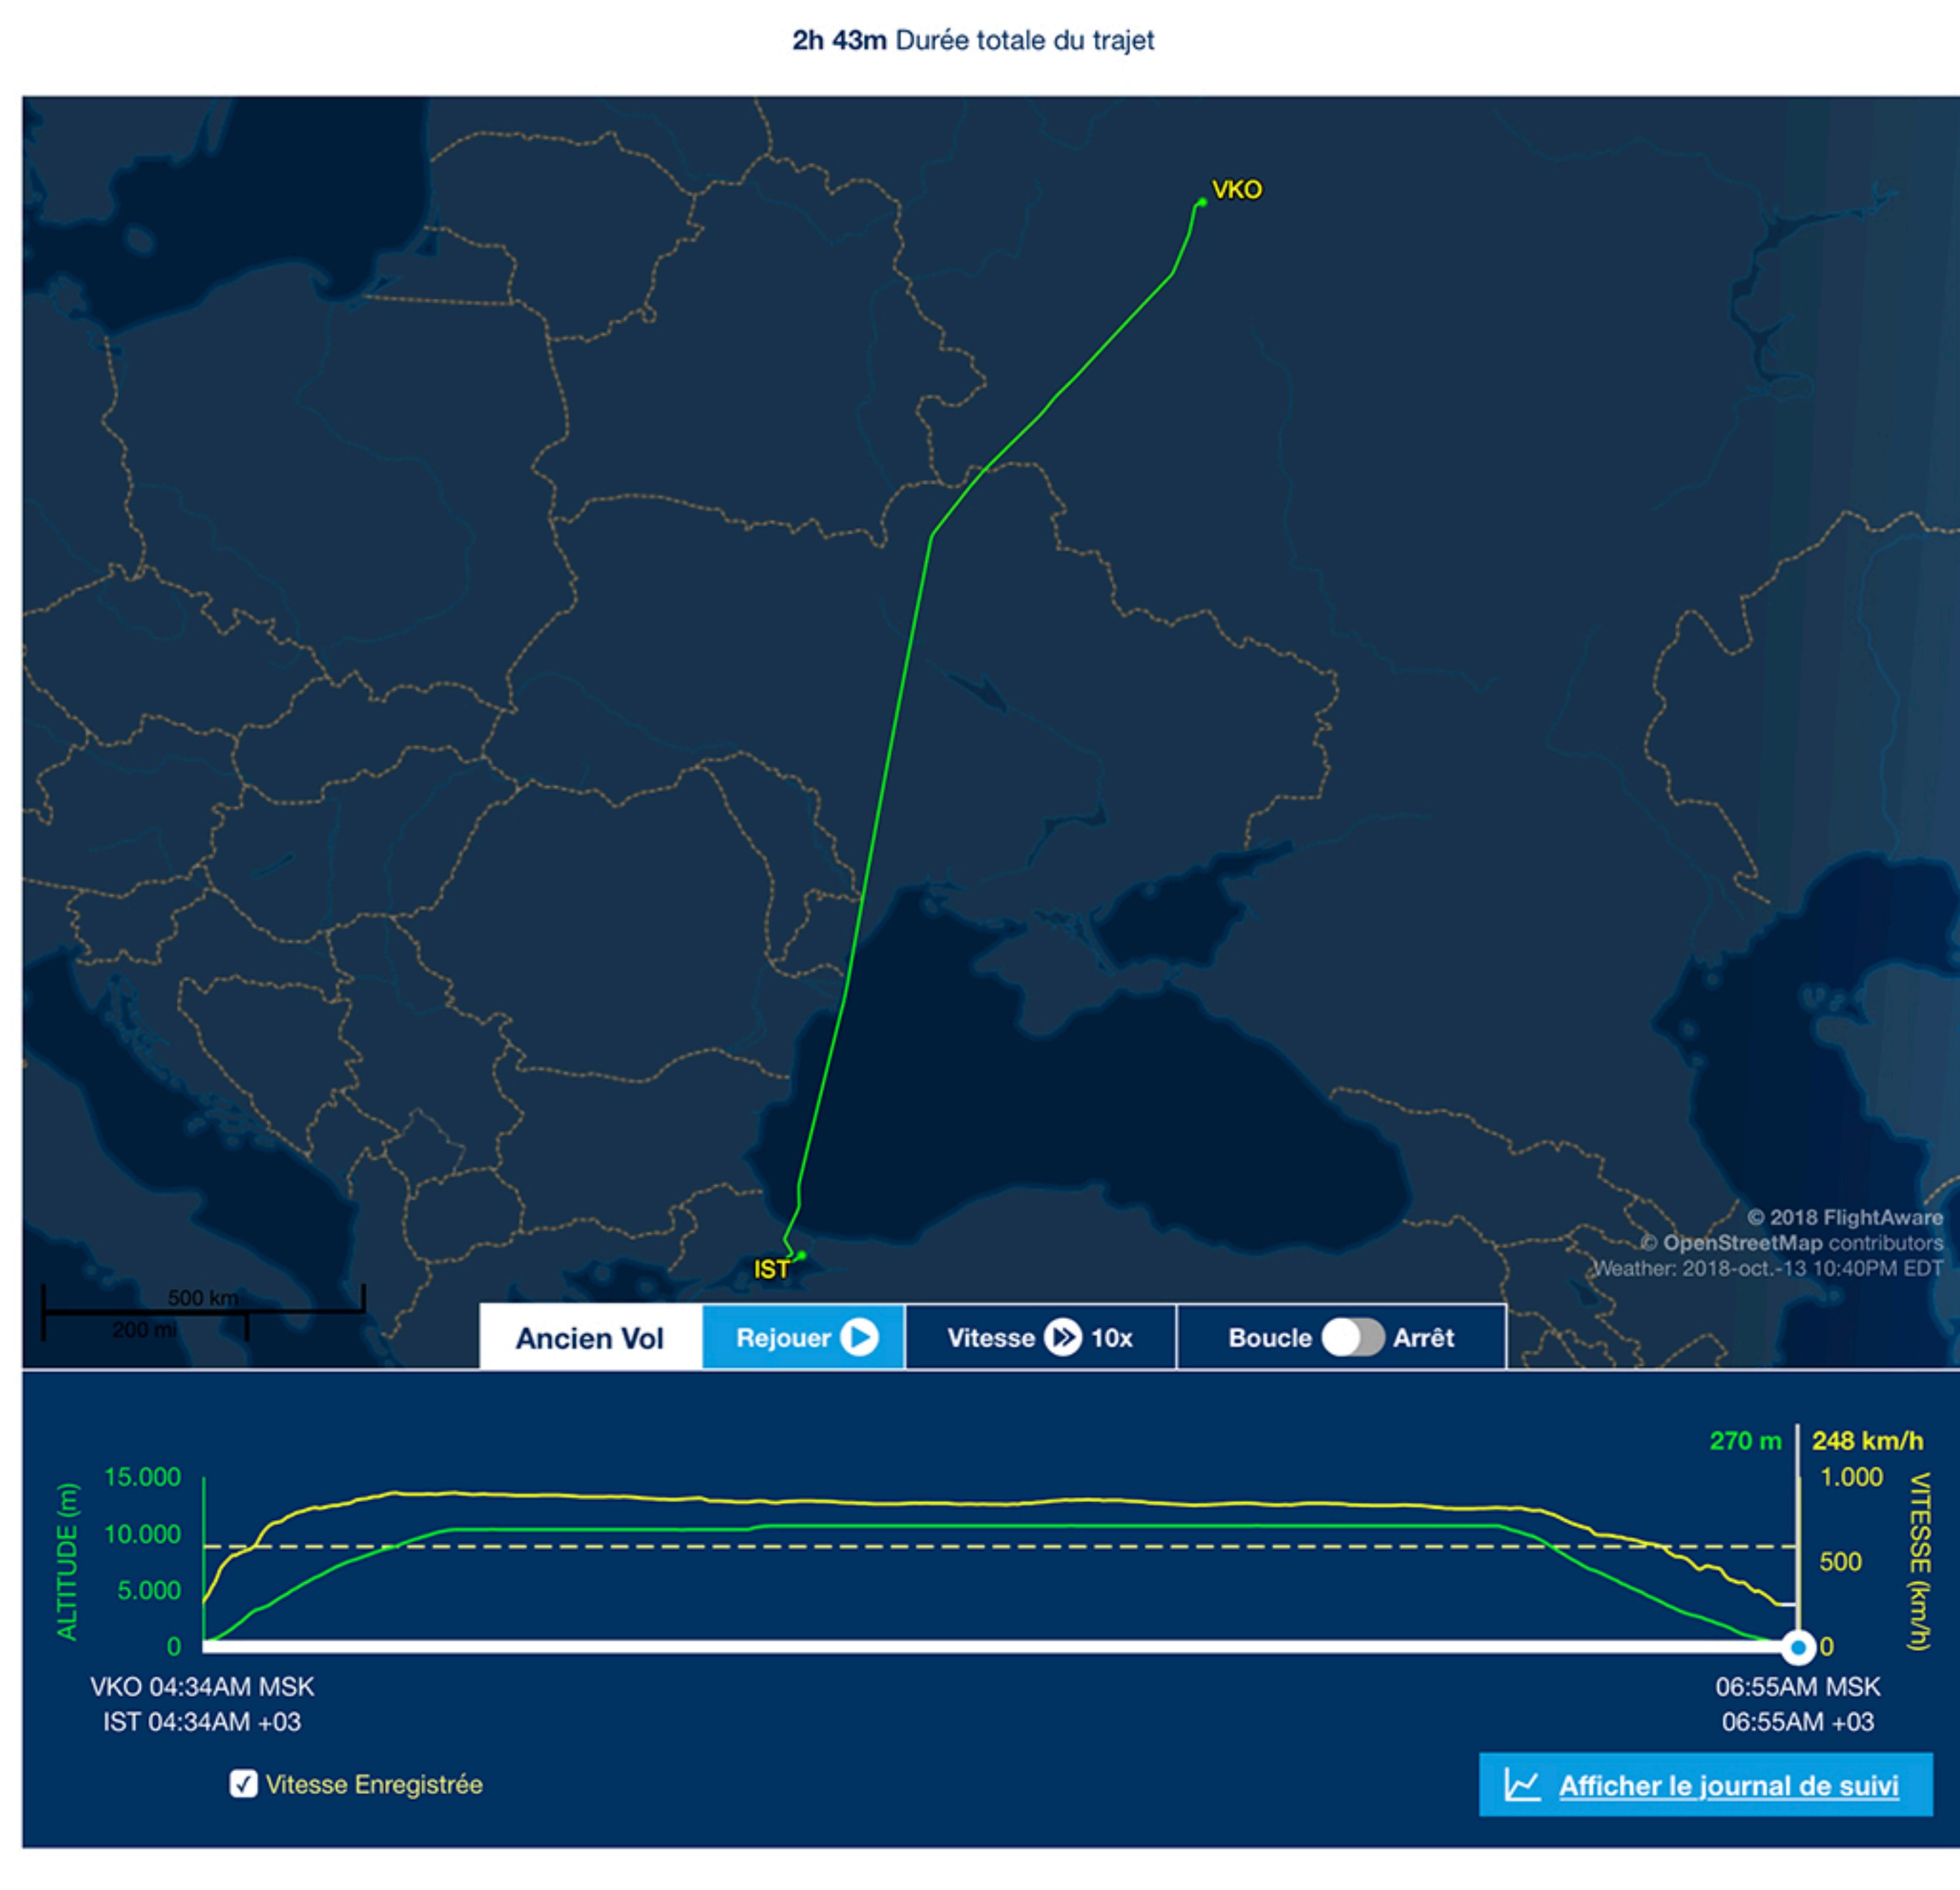 2h 43m Durée totale du trajet
VKO
© 2018 FlightAware
© OpenStreetMap contributors
Weather: 2018-oct.-13 10:40PM EDT
IST
500 km
200 mi
Ancien Vol
Rejouer
Vitesse 10x
Boucle Arrêt
270 m 248 km/h
ALTITUDE (m)
15.000
10.000
5.000
0
1.000
500
0
VITESSE (km/h)
VKO 04:34AM MSK
IST 04:34AM +03
06:55AM MSK
06:55AM +03
Vitesse Enregistrée
Afficher le journal de suivi